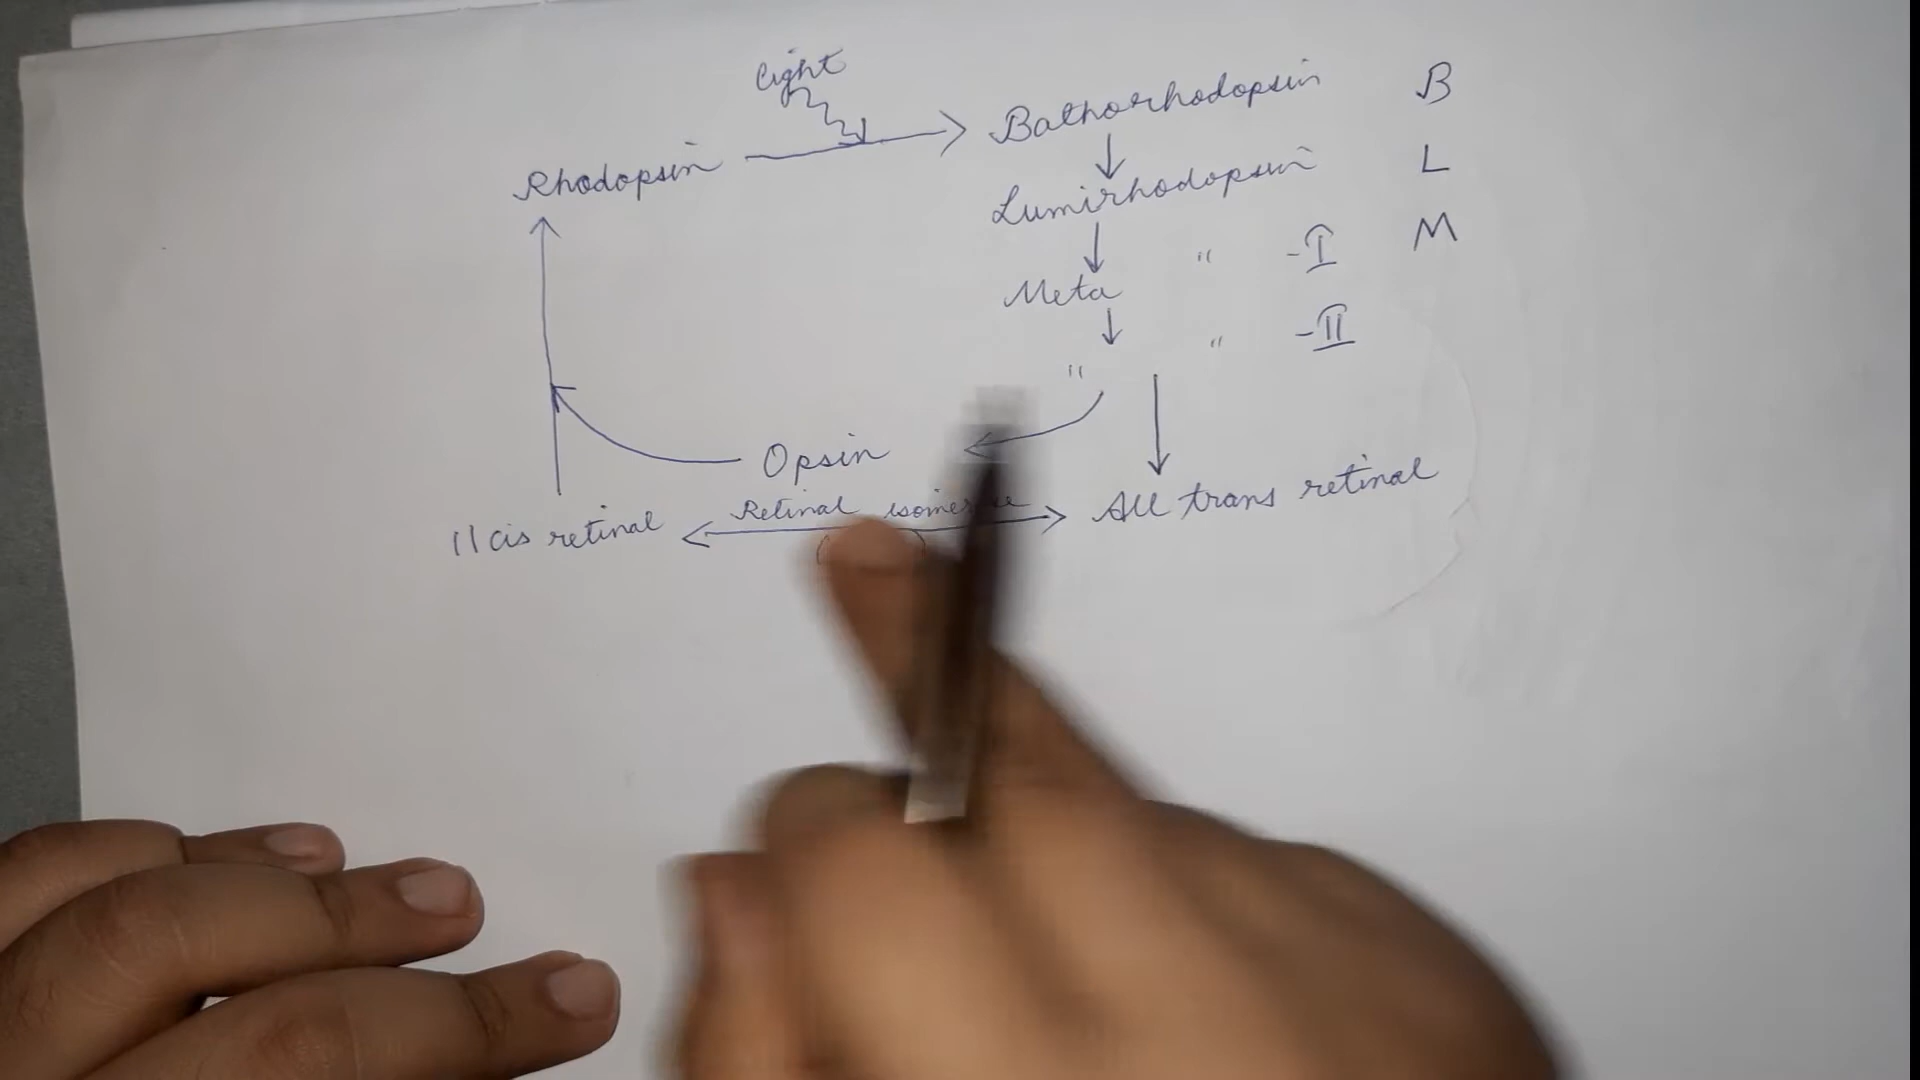 light
Bathorhodopsin B
Rhodopsin
Lumirhodopsin L
Meta " -I M
" " -II
Opsin
Retinal
11 cis retinal All trans retinal